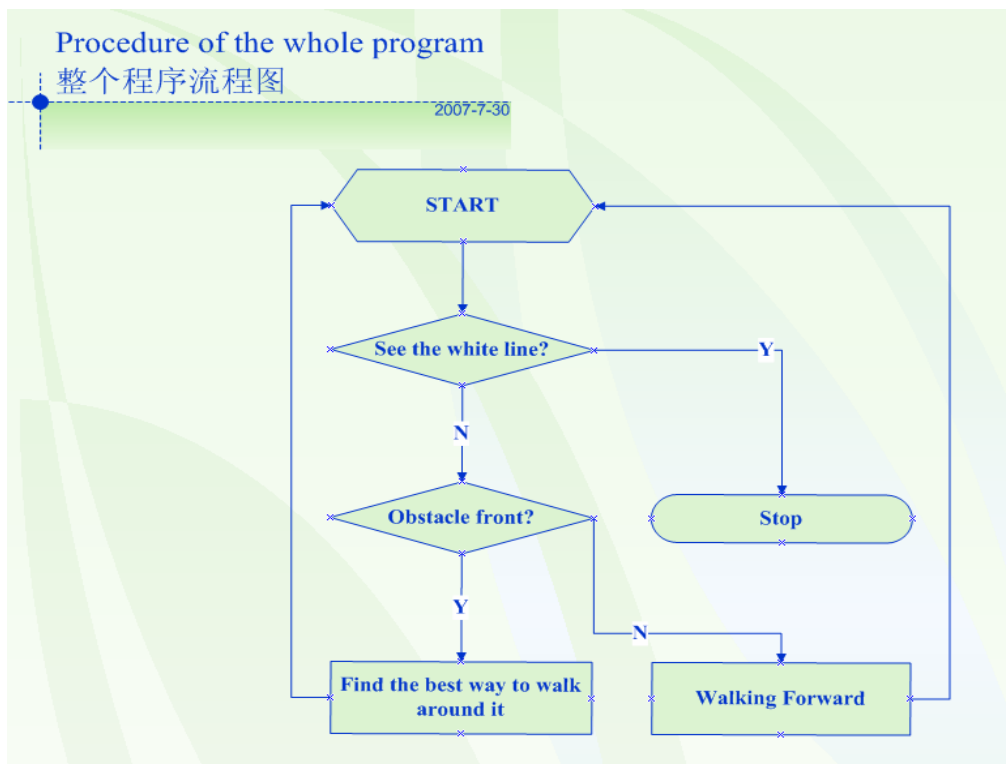 Procedure of the whole program
整个程序流程图
2007-7-30
START
See the white line?
Y
N
Obstacle front?
Stop
Y
N
Find the best way to walk
around it
Walking Forward